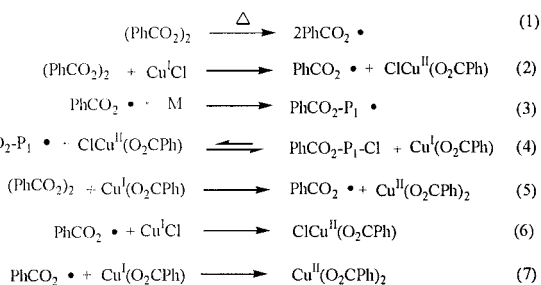 (PhCO₂)₂ △ 2PhCO₂ • (1)
(PhCO₂)₂ + CuᴵCl PhCO₂ • + ClCuᴵᴵ(O₂CPh) (2)
PhCO₂ • · M PhCO₂-P₁ • (3)
O₂-P₁ • · ClCuᴵᴵ(O₂CPh) PhCO₂-P₁-Cl + Cuᴵ(O₂CPh) (4)
(PhCO₂)₂ + Cuᴵ(O₂CPh) PhCO₂ • + Cuᴵᴵ(O₂CPh)₂ (5)
PhCO₂ • + CuᴵCl ClCuᴵᴵ(O₂CPh) (6)
PhCO₂ • + Cuᴵ(O₂CPh) Cuᴵᴵ(O₂CPh)₂ (7)